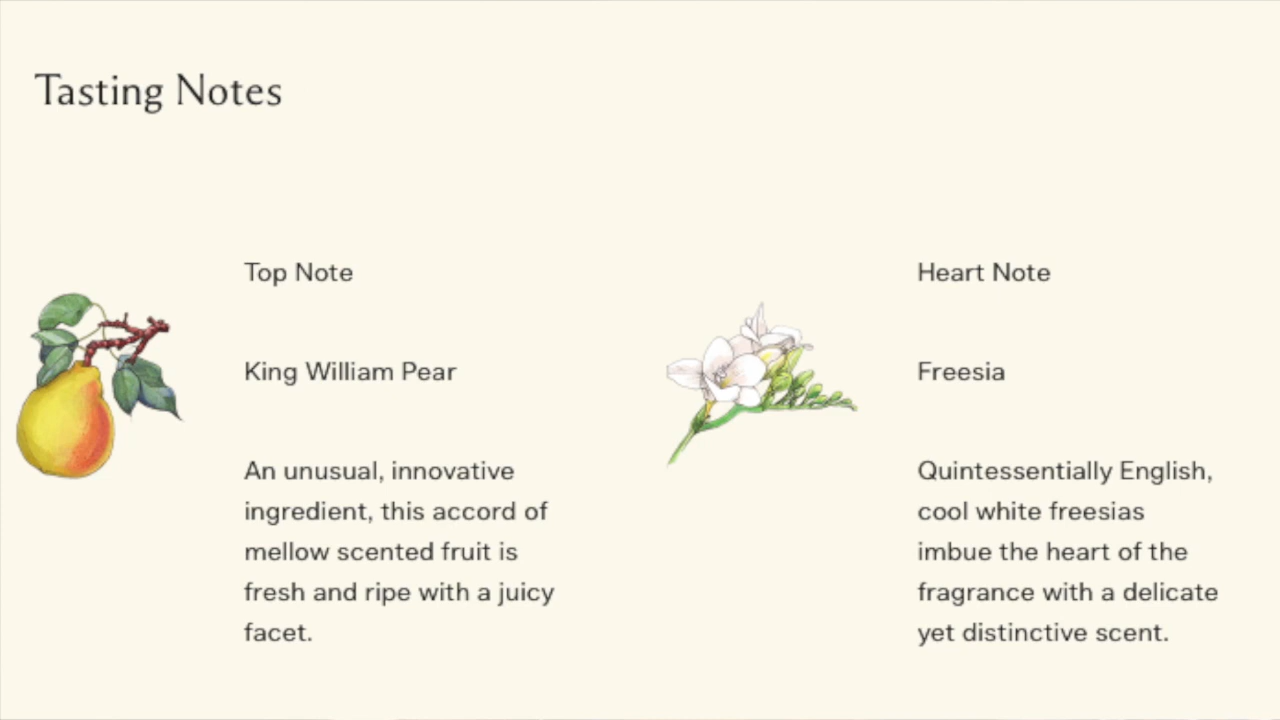 Tasting Notes
Top Note
King William Pear
An unusual, innovative
ingredient, this accord of
mellow scented fruit is
fresh and ripe with a juicy
facet.
Heart Note
Freesia
Quintessentially English,
cool white freesias
imbue the heart of the
fragrance with a delicate
yet distinctive scent.